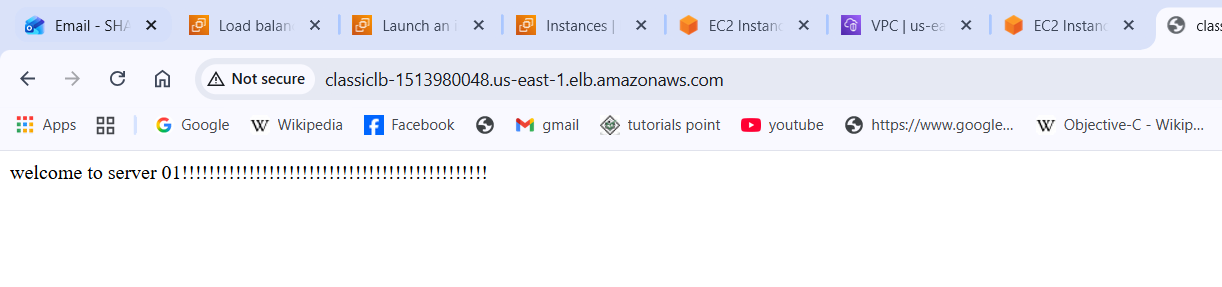 Email - SHA
Load balan
Launch an i
Instances |
EC2 Instanc
VPC | us-ea
EC2 Instanc
clas
Not secure
classiclb-1513980048.us-east-1.elb.amazonaws.com
Apps
Google
Wikipedia
Facebook
gmail
tutorials point
youtube
https://www.google...
Objective-C - Wikip...
welcome to server 01!!!!!!!!!!!!!!!!!!!!!!!!!!!!!!!!!!!!!!!!!!!!!!